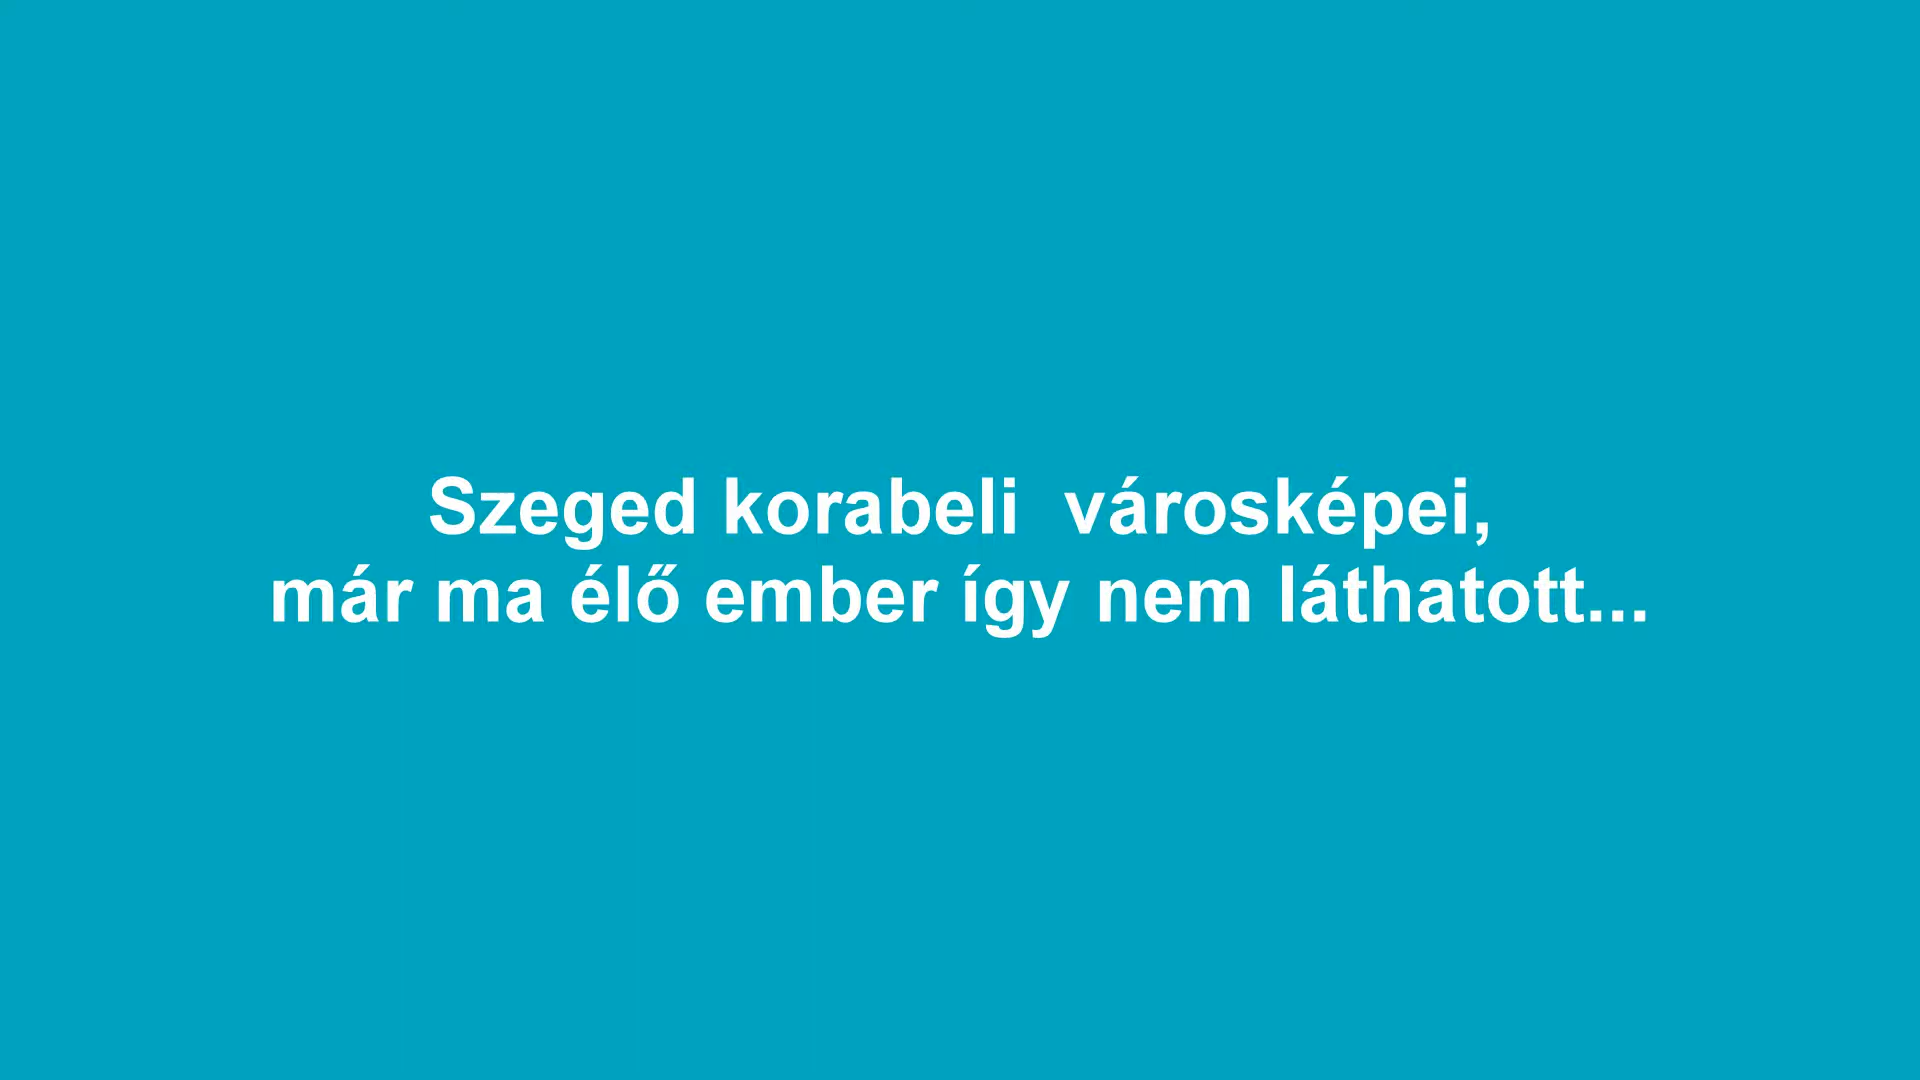 Szeged korabeli  városképei,
már ma élő ember így nem láthatott...